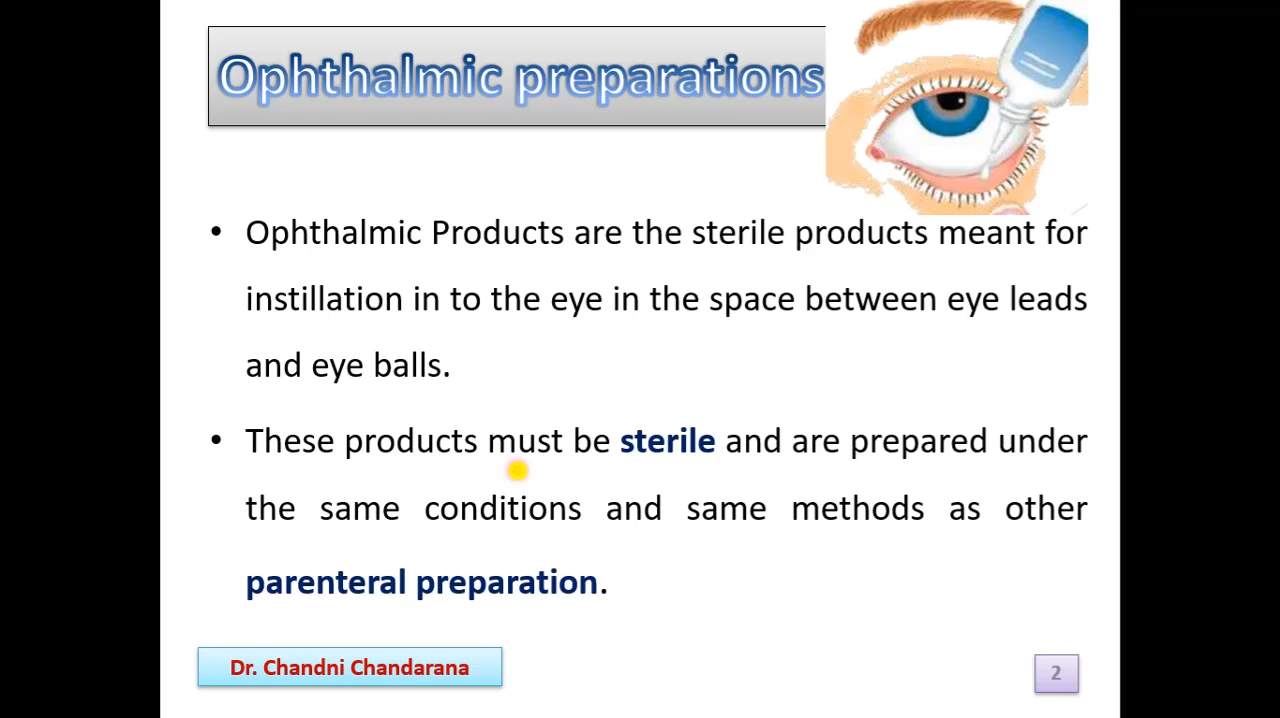 Ophthalmic preparations
• Ophthalmic Products are the sterile products meant for
instillation in to the eye in the space between eye leads
and eye balls.
• These products must be sterile and are prepared under
the same conditions and same methods as other
parenteral preparation.
Dr. Chandni Chandarana
2